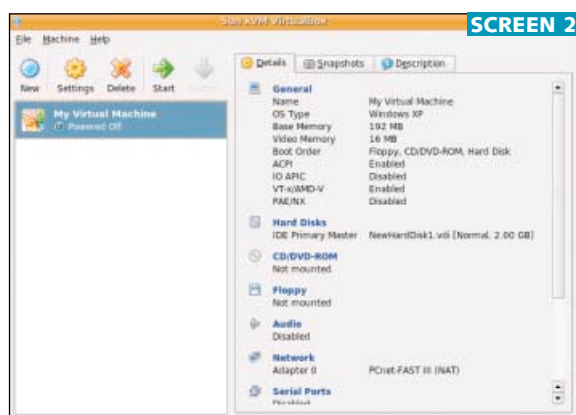 Sun xVM VirtualBox
SCREEN 2
File Machine Help
New Settings Delete Start
My Virtual Machine
Powered Off
Details Snapshots Description
General
Name My Virtual Machine
OS Type Windows XP
Base Memory 192 MB
Video Memory 16 MB
Boot Order Floppy, CD/DVD-ROM, Hard Disk
ACPI Enabled
IO APIC Disabled
VT-x/AMD-V Enabled
PAE/NX Disabled
Hard Disks
IDE Primary Master NewHardDisk1.vdi [Normal, 2.00 GB]
CD/DVD-ROM
Not mounted
Floppy
Not mounted
Audio
Disabled
Network
Adapter 0 PCnet-FAST III (NAT)
Serial Ports
Disabled